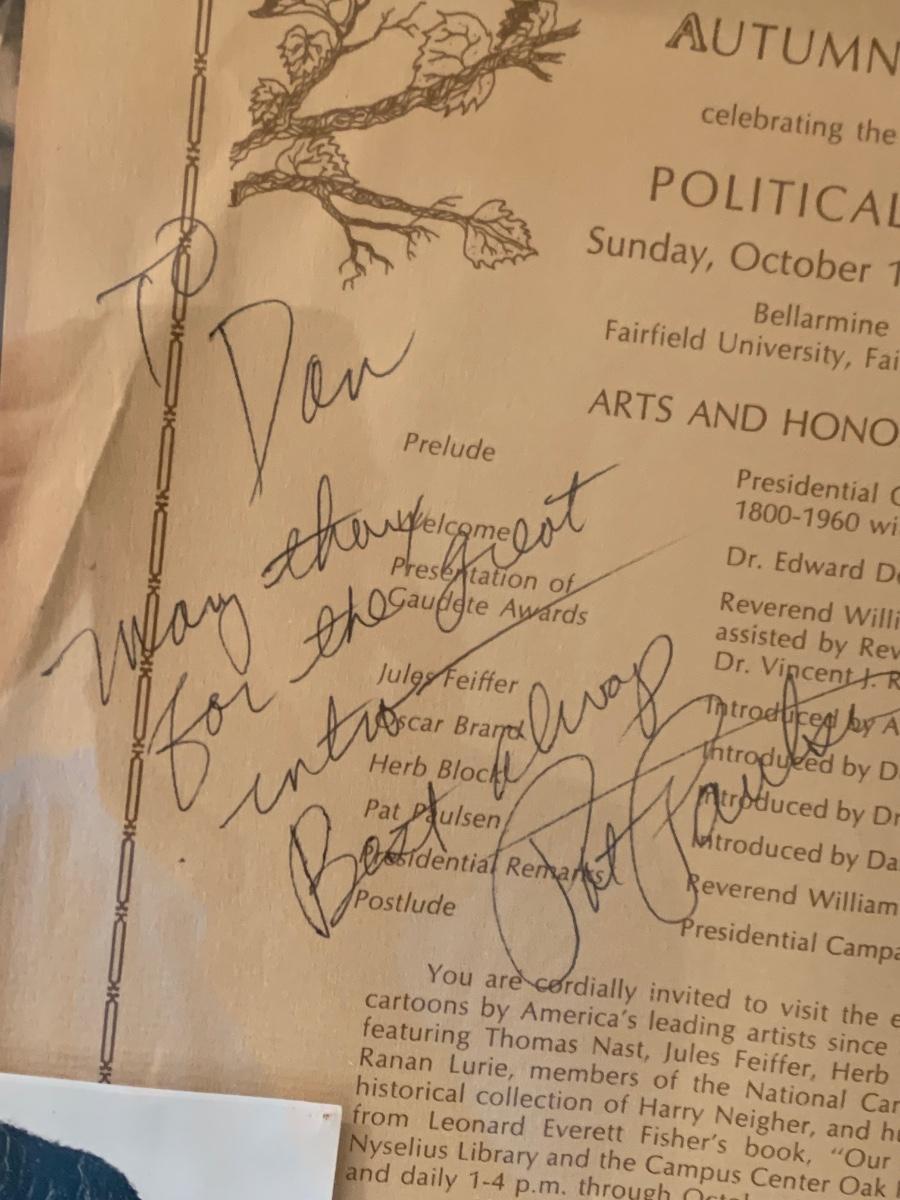 AUTUMN
celebrating the
POLITICAL
Sunday, October 1
Bellarmine
Fairfield University, Fai
ARTS AND HONO
To
Dan
Many thanx
for the great
intro
Best always
Pat Paulsen
Prelude
Presidential C
1800-1960 wi
Welcome
Dr. Edward De
Presentation of
Gaudete Awards
Reverend Willi
assisted by Rev
Dr. Vincent J. R
Jules Feiffer
Introduced by A
Oscar Brand
Introduced by D
Herb Block
Introduced by Dr
Pat Paulsen
Introduced by Da
Presidential Remarks
Reverend William
Postlude
Presidential Campa
You are cordially invited to visit the e
cartoons by America's leading artists since
featuring Thomas Nast, Jules Feiffer, Herb
Ranan Lurie, members of the National Car
historical collection of Harry Neigher, and hu
from Leonard Everett Fisher's book, "Our
Nyselius Library and the Campus Center Oak
and daily 1-4 p.m. through Octo